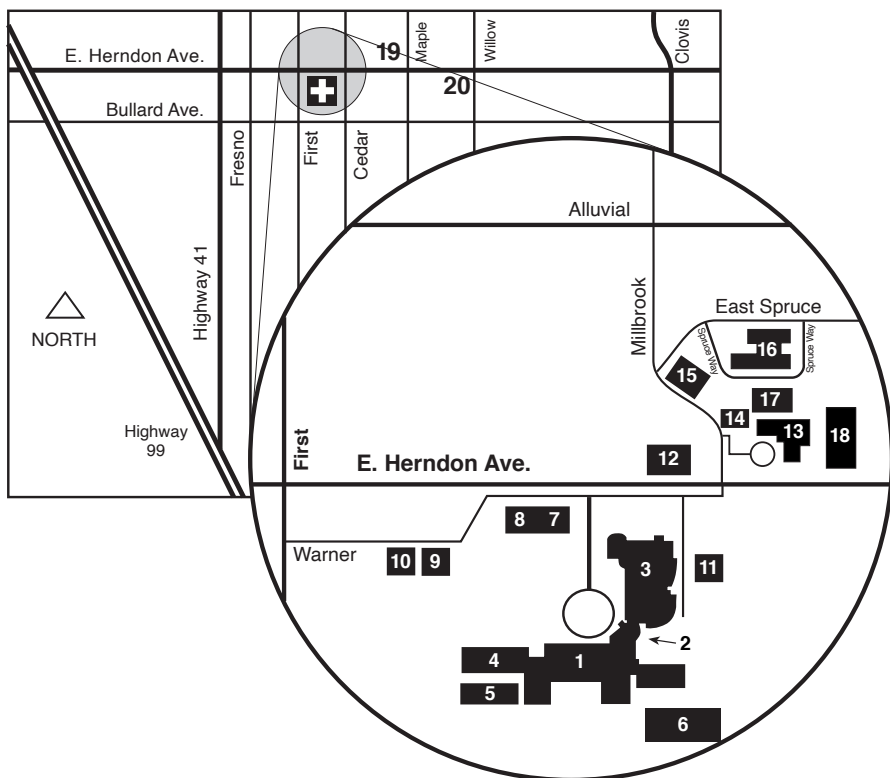 E. Herndon Ave.
19
Maple
Willow
Clovis
20
Bullard Ave.
Fresno
First
Cedar
Highway 41
NORTH
Highway
99
Alluvial
Millbrook
East Spruce
Spruce Way
Spruce Way
16
15
17
14
13
18
12
First
E. Herndon Ave.
8
7
Warner
10
9
3
11
2
4
1
5
6